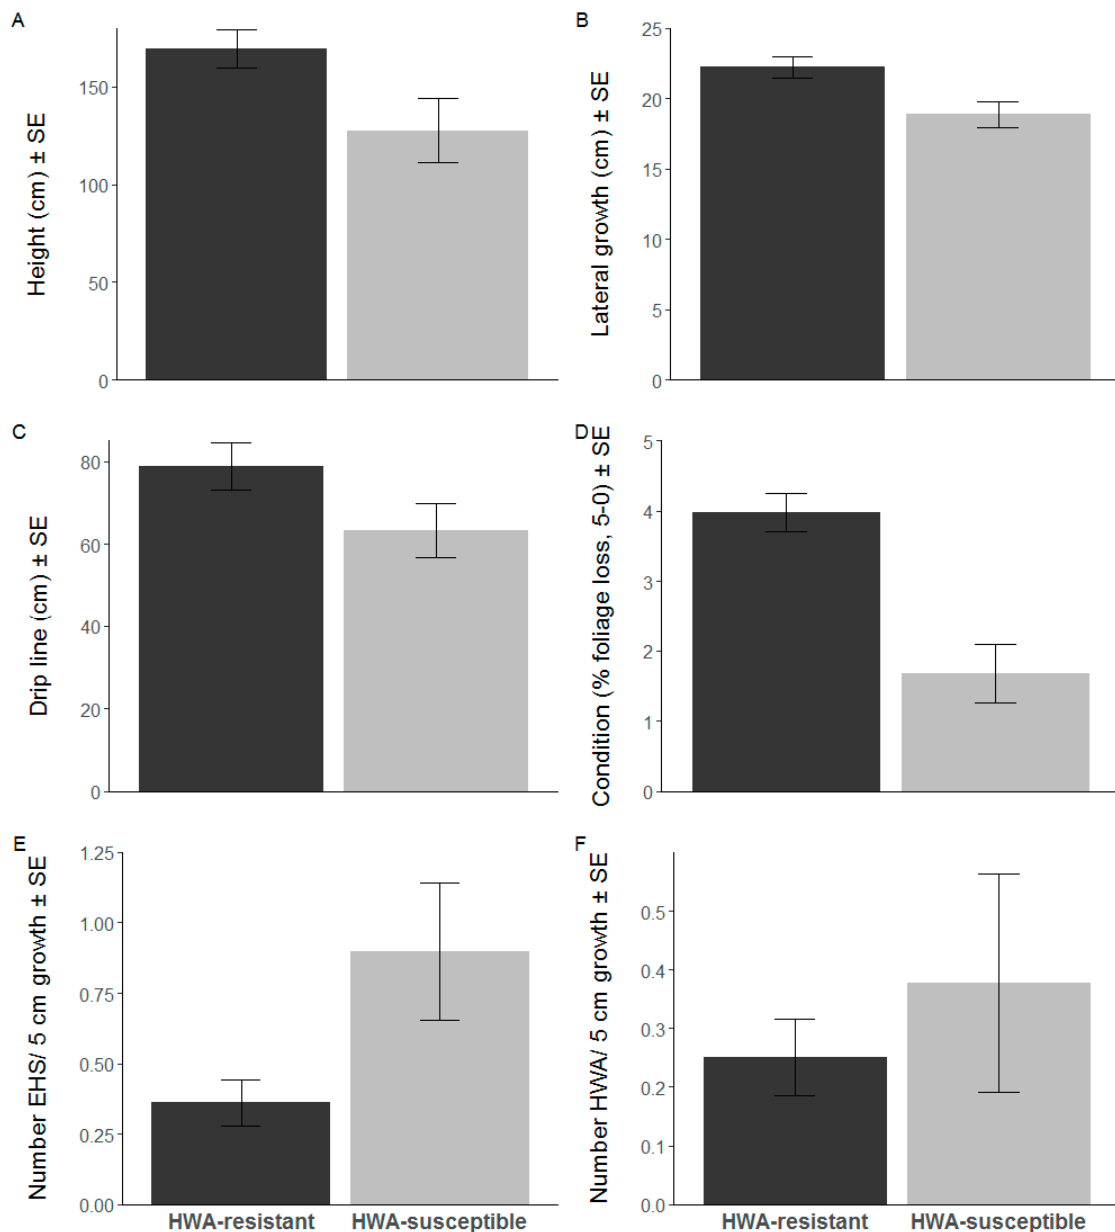 A
Height (cm) ± SE
150
100
50
0
B
Lateral growth (cm) ± SE
25
20
15
10
5
0
C
Drip line (cm) ± SE
80
60
40
20
0
D
Condition (% foliage loss, 5-0) ± SE
5
4
3
2
1
0
E
Number EHS/ 5 cm growth ± SE
1.25
1.00
0.75
0.50
0.25
0.00
HWA-resistant HWA-susceptible
F
Number HWA/ 5 cm growth ± SE
0.5
0.4
0.3
0.2
0.1
0.0
HWA-resistant HWA-susceptible